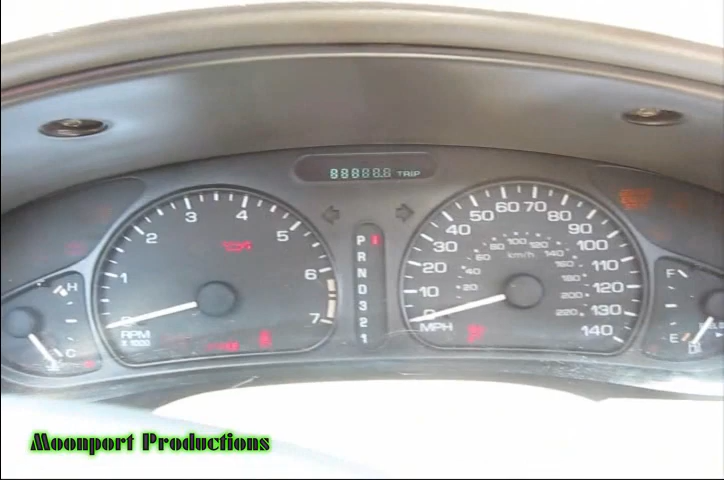 88888.8 TRIP
0 1 2 3 4 5 6 7
RPM
X 1000
H
C
P
R
N
D
3
2
1
0 10 20 30 40 50 60 70 80 90 100 110 120 130 140
MPH
20 40 60 80 100 120 140 160 180 200 220
km/h
F
E
Moonport Productions